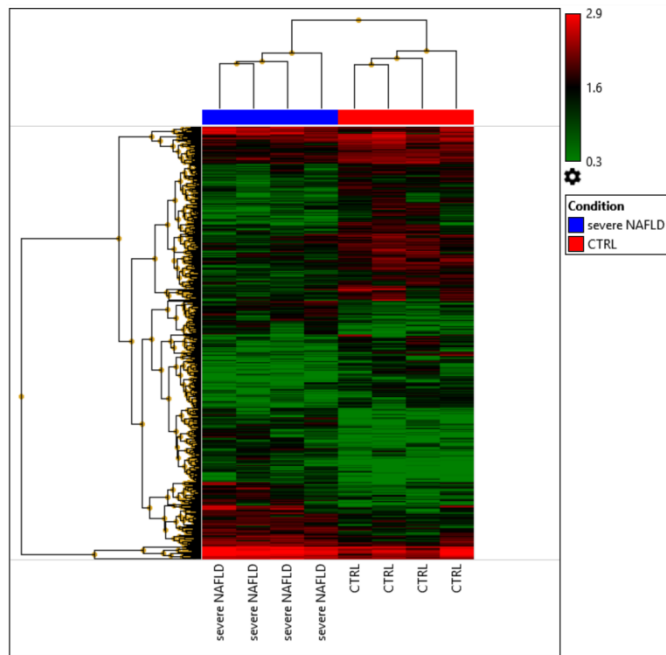 2.9
1.6
0.3
Condition
severe NAFLD
CTRL
severe NAFLD
severe NAFLD
severe NAFLD
severe NAFLD
CTRL
CTRL
CTRL
CTRL